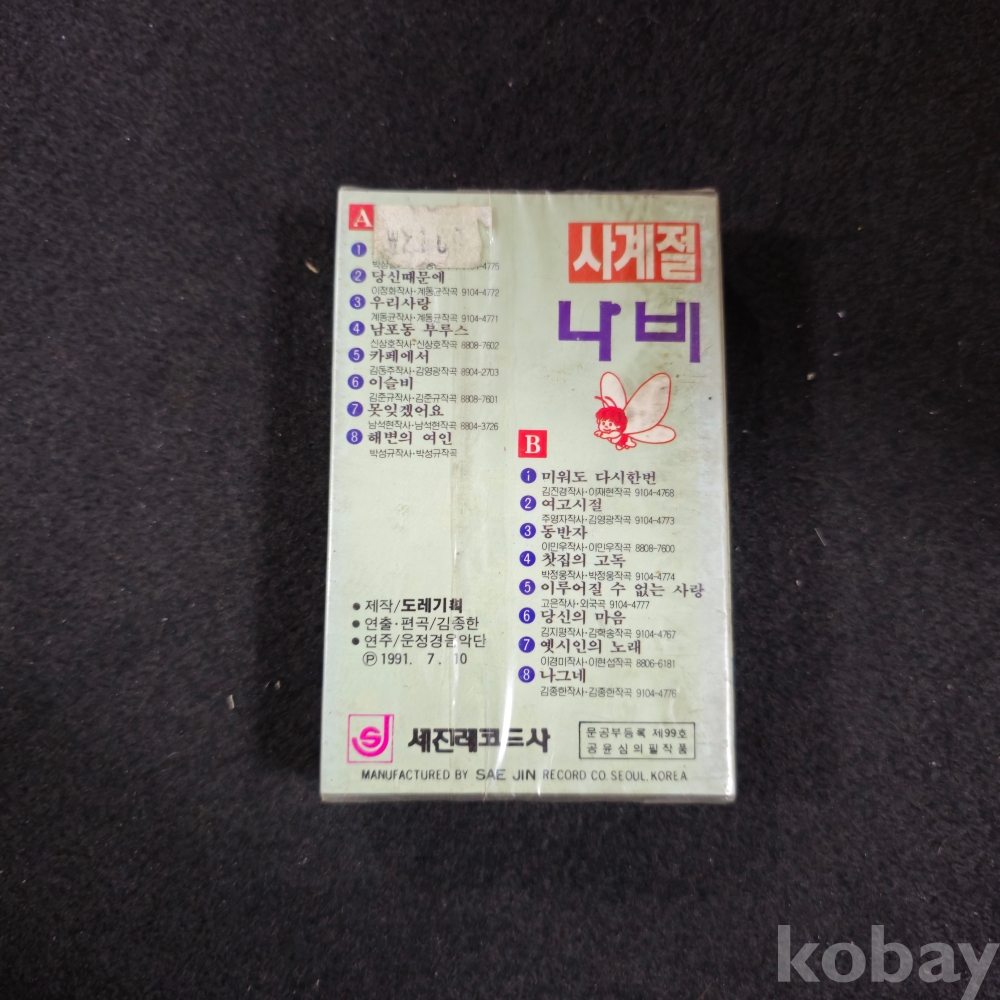 A
1
4775
2 당신때문에
이정화작사·계동균작곡 9104-4772
3 우리사랑
계동균작사·계동균작곡 9104-4771
4 남포동 부루스
신상호작사·신상호작곡 8808-7602
5 카페에서
김동주작사·김영광작곡 8904-2703
6 이슬비
김준규작사·김준규작곡 8808-7601
7 못잊겠어요
남석현작사·남석현작곡 8804-3726
8 해변의 여인
박성규작사·박성규작곡
사계절
나비
B
1 미워도 다시한번
김진경작사·이재현작곡 9104-4768
2 여고시절
주영자작사·김영광작곡 9104-4773
3 동반자
이민우작사·이민우작곡 8808-7600
4 찻집의 고독
박정웅작사·박정웅작곡 9104-4774
5 이루어질 수 없는 사랑
고은작사·외국곡 9104-4777
6 당신의 마음
김지평작사·김학송작곡 9104-4767
7 옛시인의 노래
이경미작사·이현섭작곡 8806-6181
8 나그네
김종한작사·김종한작곡 9104-4776
● 제작/도레기획
● 연출·편곡/김종한
● 연주/운정경음악단
Ⓟ 1991. 7. 10
세진레코드사
문공부등록 제99호
공윤심의필작품
MANUFACTURED BY SAE JIN RECORD CO. SEOUL, KOREA
kobay